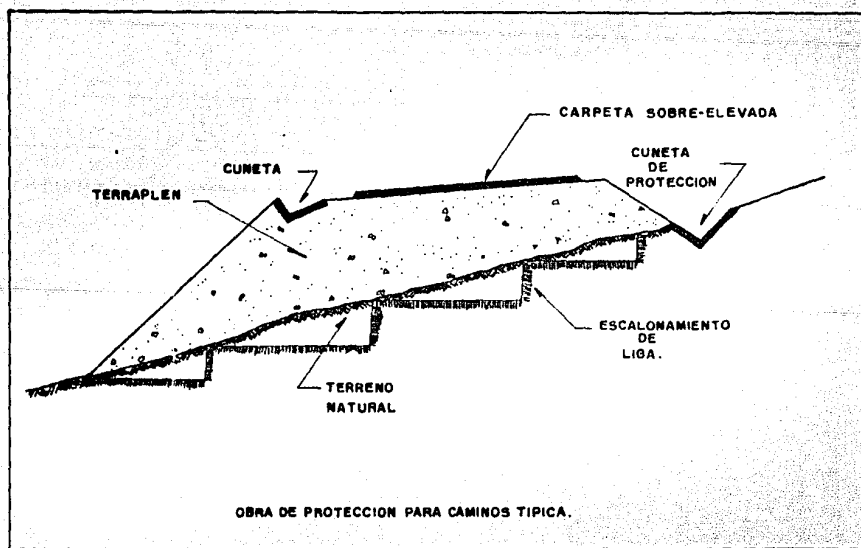 CARPETA SOBRE-ELEVADA
CUNETA
CUNETA
DE
PROTECCION
TERRAPLEN
ESCALONAMIENTO
DE
LIGA.
TERRENO
NATURAL
OBRA DE PROTECCION PARA CAMINOS TIPICA.